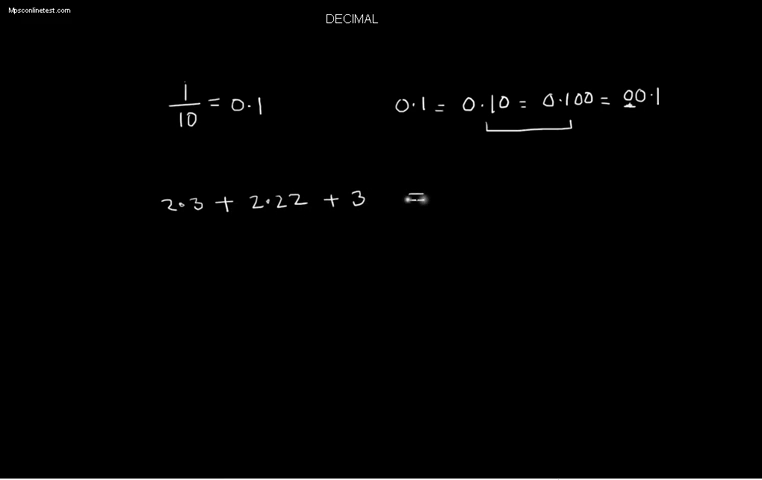 Mpsconlinetest.com
DECIMAL
1/10 = 0.1    0.1 = 0.10 = 0.100 = 00.1
2.3 + 2.22 + 3 =